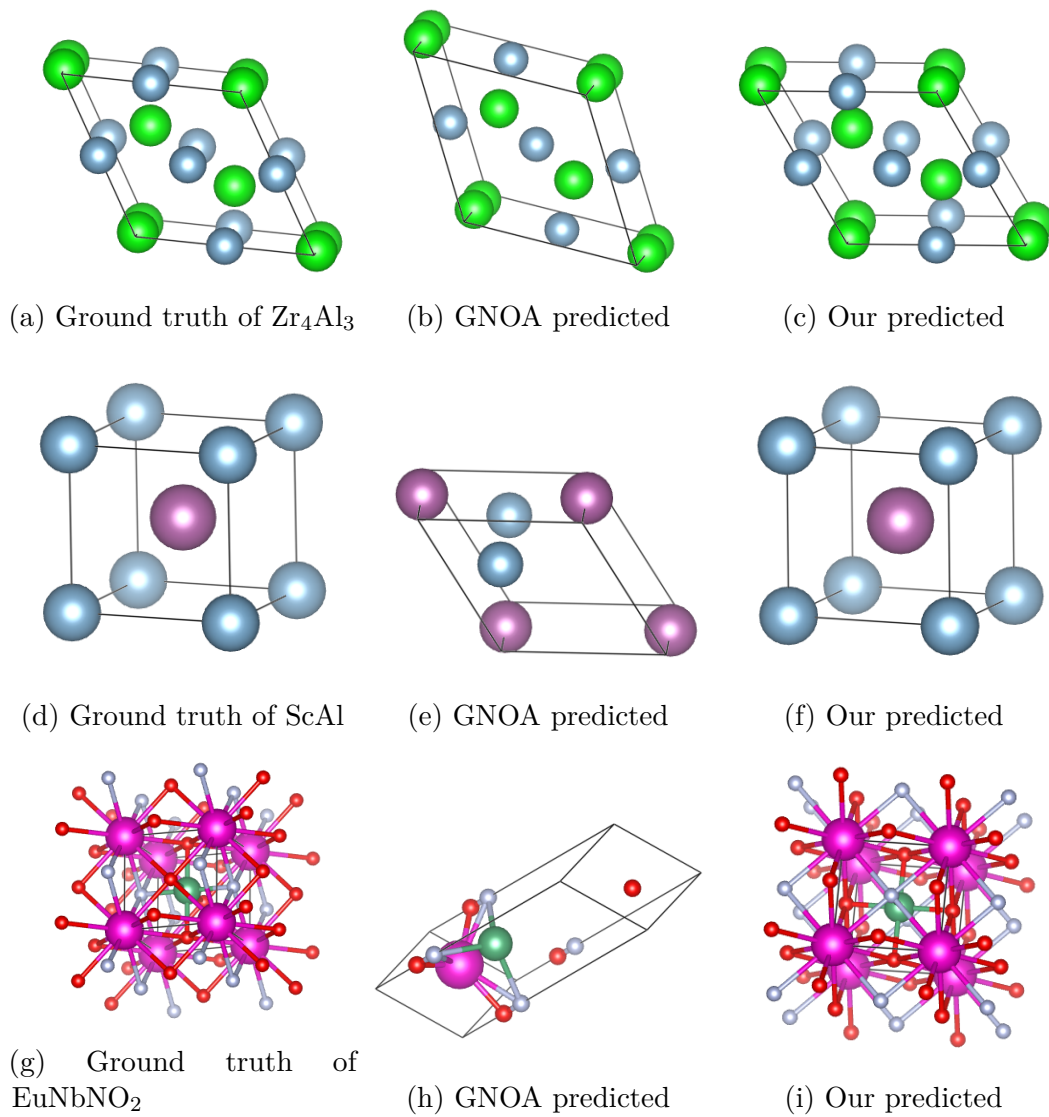 (a) Ground truth of Zr₄Al₃
(b) GNOA predicted
(c) Our predicted
(d) Ground truth of ScAl
(e) GNOA predicted
(f) Our predicted
(g) Ground truth of
EuNbNO₂
(h) GNOA predicted
(i) Our predicted